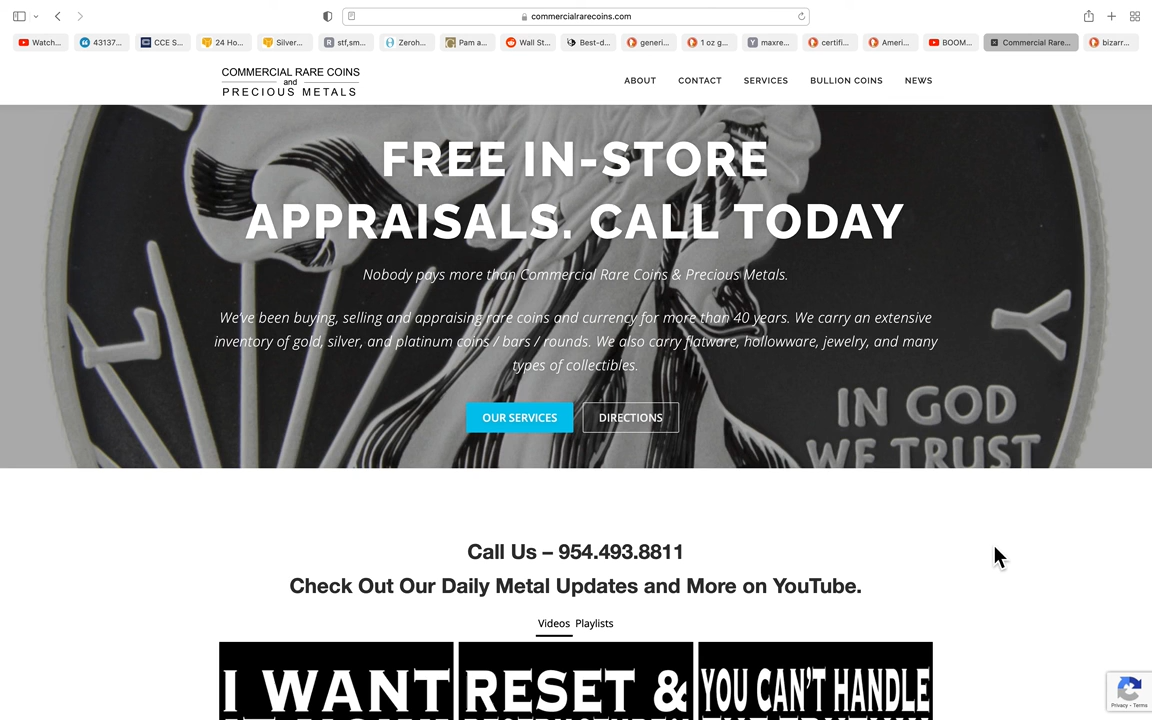 commercialrarecoins.com
Watch...
43137...
CCE S...
24 Ho...
Silver...
stf,sm...
Zeroh...
Pam a...
Wall St...
Best-d...
generi...
1 oz g...
maxre...
certifi...
Ameri...
BOOM...
Commercial Rare...
bizarr...
COMMERCIAL RARE COINS
and
PRECIOUS METALS
ABOUT CONTACT SERVICES BULLION COINS NEWS
FREE IN-STORE
APPRAISALS. CALL TODAY
Nobody pays more than Commercial Rare Coins & Precious Metals.
We've been buying, selling and appraising rare coins and currency for more than 40 years. We carry an extensive
inventory of gold, silver, and platinum coins / bars / rounds. We also carry flatware, hollowware, jewelry, and many
types of collectibles.
OUR SERVICES DIRECTIONS
L
Y
IN GOD
WE TRUST
Call Us – 954.493.8811
Check Out Our Daily Metal Updates and More on YouTube.
Videos Playlists
I WANT
RESET &
YOU CAN'T HANDLE
Privacy - Terms